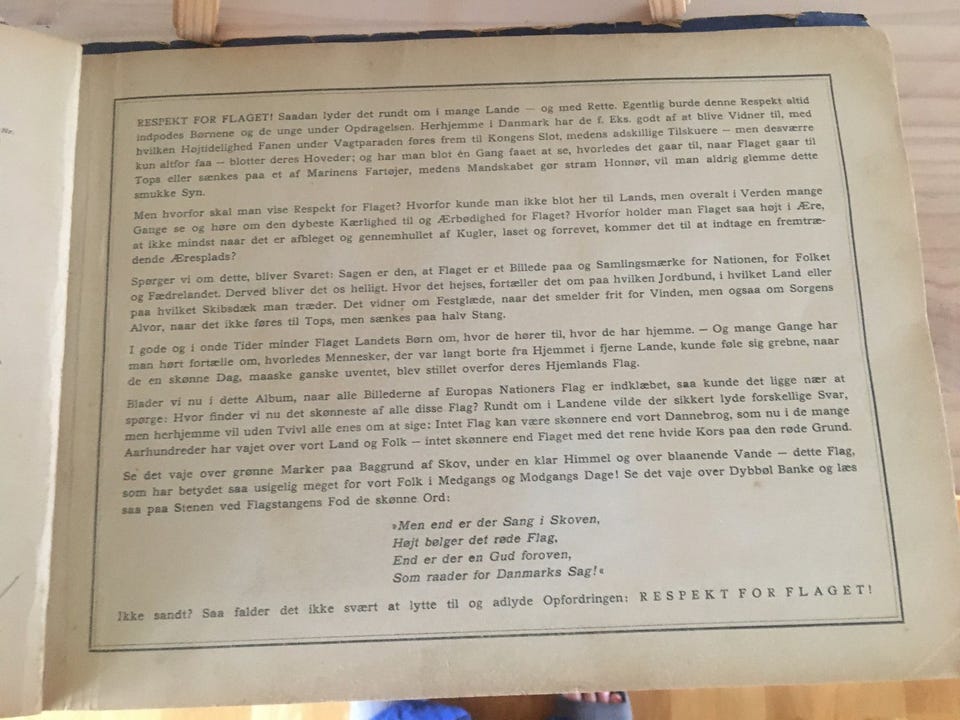 Nr.
RESPEKT FOR FLAGET! Saadan lyder det rundt om i mange Lande — og med Rette. Egentlig burde denne Respekt altid
indpodes Børnene og de unge under Opdragelsen. Herhjemme i Danmark har de f. Eks. godt af at blive Vidner til, med
hvilken Højtidelighed Fanen under Vagtparaden føres frem til Kongens Slot, medens adskillige Tilskuere — men desværre
kun altfor faa — blotter deres Hoveder; og har man blot én Gang faaet at se, hvorledes det gaar til, naar Flaget gaar til
Tops eller sænkes paa et af Marinens Fartøjer, medens Mandskabet gør stram Honnør, vil man aldrig glemme dette
smukke Syn.
Men hvorfor skal man vise Respekt for Flaget? Hvorfor kunde man ikke blot her til Lands, men overalt i Verden mange
Gange se og høre om den dybeste Kærlighed til og Ærbødighed for Flaget? Hvorfor holder man Flaget saa højt i Ære,
at ikke mindst naar det er afbleget og gennemhullet af Kugler, laset og forrevet, kommer det til at indtage en fremtræ-
dende Æresplads?
Spørger vi om dette, bliver Svaret: Sagen er den, at Flaget er et Billede paa og Samlingsmærke for Nationen, for Folket
og Fædrelandet. Derved bliver det os helligt. Hvor det hejses, fortæller det om paa hvilken Jordbund, i hvilket Land eller
paa hvilket Skibsdæk man træder. Det vidner om Festglæde, naar det smelder frit for Vinden, men ogsaa om Sorgens
Alvor, naar det ikke føres til Tops, men sænkes paa halv Stang.
I gode og i onde Tider minder Flaget Landets Børn om, hvor de hører til, hvor de har hjemme. — Og mange Gange har
man hørt fortælle om, hvorledes Mennesker, der var langt borte fra Hjemmet i fjerne Lande, kunde føle sig grebne, naar
de en skønne Dag, maaske ganske uventet, blev stillet overfor deres Hjemlands Flag.
Blader vi nu i dette Album, naar alle Billederne af Europas Nationers Flag er indklæbet, saa kunde det ligge nær at
spørge: Hvor finder vi nu det skønneste af alle disse Flag? Rundt om i Landene vilde der sikkert lyde forskellige Svar,
men herhjemme vil uden Tvivl alle enes om at sige: Intet Flag kan være skønnere end vort Dannebrog, som nu i de mange
Aarhundreder har vajet over vort Land og Folk — intet skønnere end Flaget med det rene hvide Kors paa den røde Grund.
Se det vaje over grønne Marker paa Baggrund af Skov, under en klar Himmel og over blaanende Vande — dette Flag,
som har betydet saa usigelig meget for vort Folk i Medgangs og Modgangs Dage! Se det vaje over Dybbøl Banke og læs
saa paa Stenen ved Flagstangens Fod de skønne Ord:
»Men end er der Sang i Skoven,
Højt bølger det røde Flag,
End er der en Gud foroven,
Som raader for Danmarks Sag!«
Ikke sandt? Saa falder det ikke svært at lytte til og adlyde Opfordringen: RESPEKT FOR FLAGET!